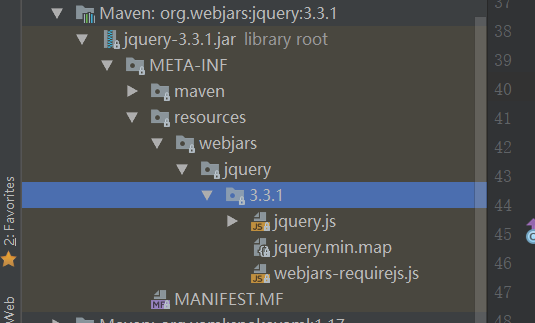 Maven: org.webjars:jquery:3.3.1
jquery-3.3.1.jar library root
META-INF
maven
resources
webjars
jquery
3.3.1
jquery.js
jquery.min.map
webjars-requirejs.js
MANIFEST.MF
Maven: org.yaml:snakeyaml:1.17
2: Favorites
Web
37
38
39
40
41
42
43
44
45
46
47